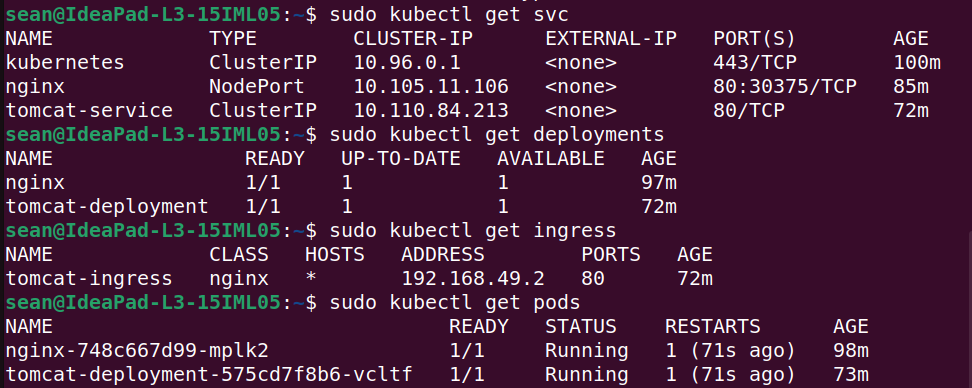 sean@IdeaPad-L3-15IML05:~$ sudo kubectl get svc
NAME TYPE CLUSTER-IP EXTERNAL-IP PORT(S) AGE
kubernetes ClusterIP 10.96.0.1 <none> 443/TCP 100m
nginx NodePort 10.105.11.106 <none> 80:30375/TCP 85m
tomcat-service ClusterIP 10.110.84.213 <none> 80/TCP 72m
sean@IdeaPad-L3-15IML05:~$ sudo kubectl get deployments
NAME READY UP-TO-DATE AVAILABLE AGE
nginx 1/1 1 1 97m
tomcat-deployment 1/1 1 1 72m
sean@IdeaPad-L3-15IML05:~$ sudo kubectl get ingress
NAME CLASS HOSTS ADDRESS PORTS AGE
tomcat-ingress nginx * 192.168.49.2 80 72m
sean@IdeaPad-L3-15IML05:~$ sudo kubectl get pods
NAME READY STATUS RESTARTS AGE
nginx-748c667d99-mplk2 1/1 Running 1 (71s ago) 98m
tomcat-deployment-575cd7f8b6-vcltf 1/1 Running 1 (71s ago) 73m